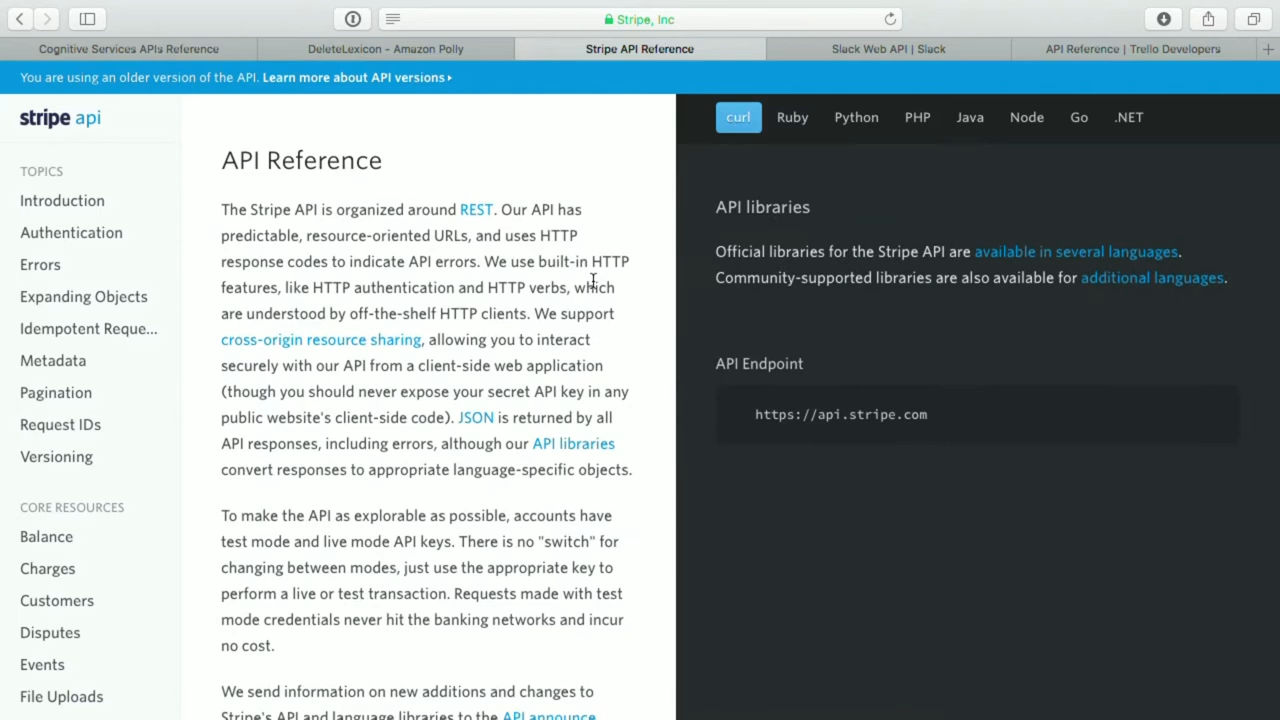 Stripe, Inc
Cognitive Services APIs Reference
DeleteLexicon – Amazon Polly
Stripe API Reference
Slack Web API | Slack
API Reference | Trello Developers
You are using an older version of the API. Learn more about API versions
stripe api
TOPICS
Introduction
Authentication
Errors
Expanding Objects
Idempotent Reque...
Metadata
Pagination
Request IDs
Versioning
CORE RESOURCES
Balance
Charges
Customers
Disputes
Events
File Uploads
API Reference
The Stripe API is organized around REST. Our API has
predictable, resource-oriented URLs, and uses HTTP
response codes to indicate API errors. We use built-in HTTP
features, like HTTP authentication and HTTP verbs, which
are understood by off-the-shelf HTTP clients. We support
cross-origin resource sharing, allowing you to interact
securely with our API from a client-side web application
(though you should never expose your secret API key in any
public website's client-side code). JSON is returned by all
API responses, including errors, although our API libraries
convert responses to appropriate language-specific objects.
To make the API as explorable as possible, accounts have
test mode and live mode API keys. There is no "switch" for
changing between modes, just use the appropriate key to
perform a live or test transaction. Requests made with test
mode credentials never hit the banking networks and incur
no cost.
We send information on new additions and changes to
Stripe's API and language libraries to the API announce
curl
Ruby
Python
PHP
Java
Node
Go
.NET
API libraries
Official libraries for the Stripe API are available in several languages.
Community-supported libraries are also available for additional languages.
API Endpoint
https://api.stripe.com